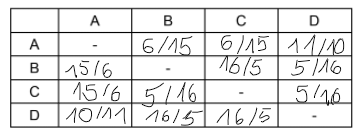 A B C D
A - 6/15 6/15 11/10
B 15/6 - 16/5 5/16
C 15/6 5/16 - 5/16
D 10/11 16/5 16/5 -